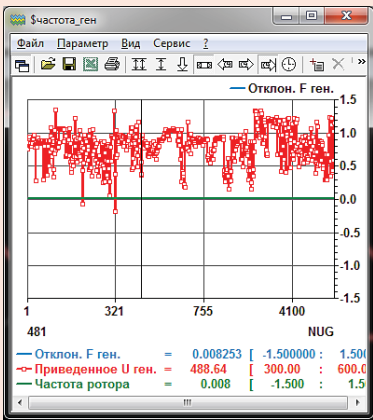 $частота_ген
Файл Параметр Вид Сервис ?
Отклон. F ген.
1.5
1.0
0.5
0.0
-0.5
-1.0
-1.5
1 321 755 4100
481 NUG
Отклон. F ген. = 0.008253 [ -1.500000 : 1.500
Приведенное U ген. = 488.64 [ 300.00 : 600.0
Частота ротора = 0.008 [ -1.500 : 1.5